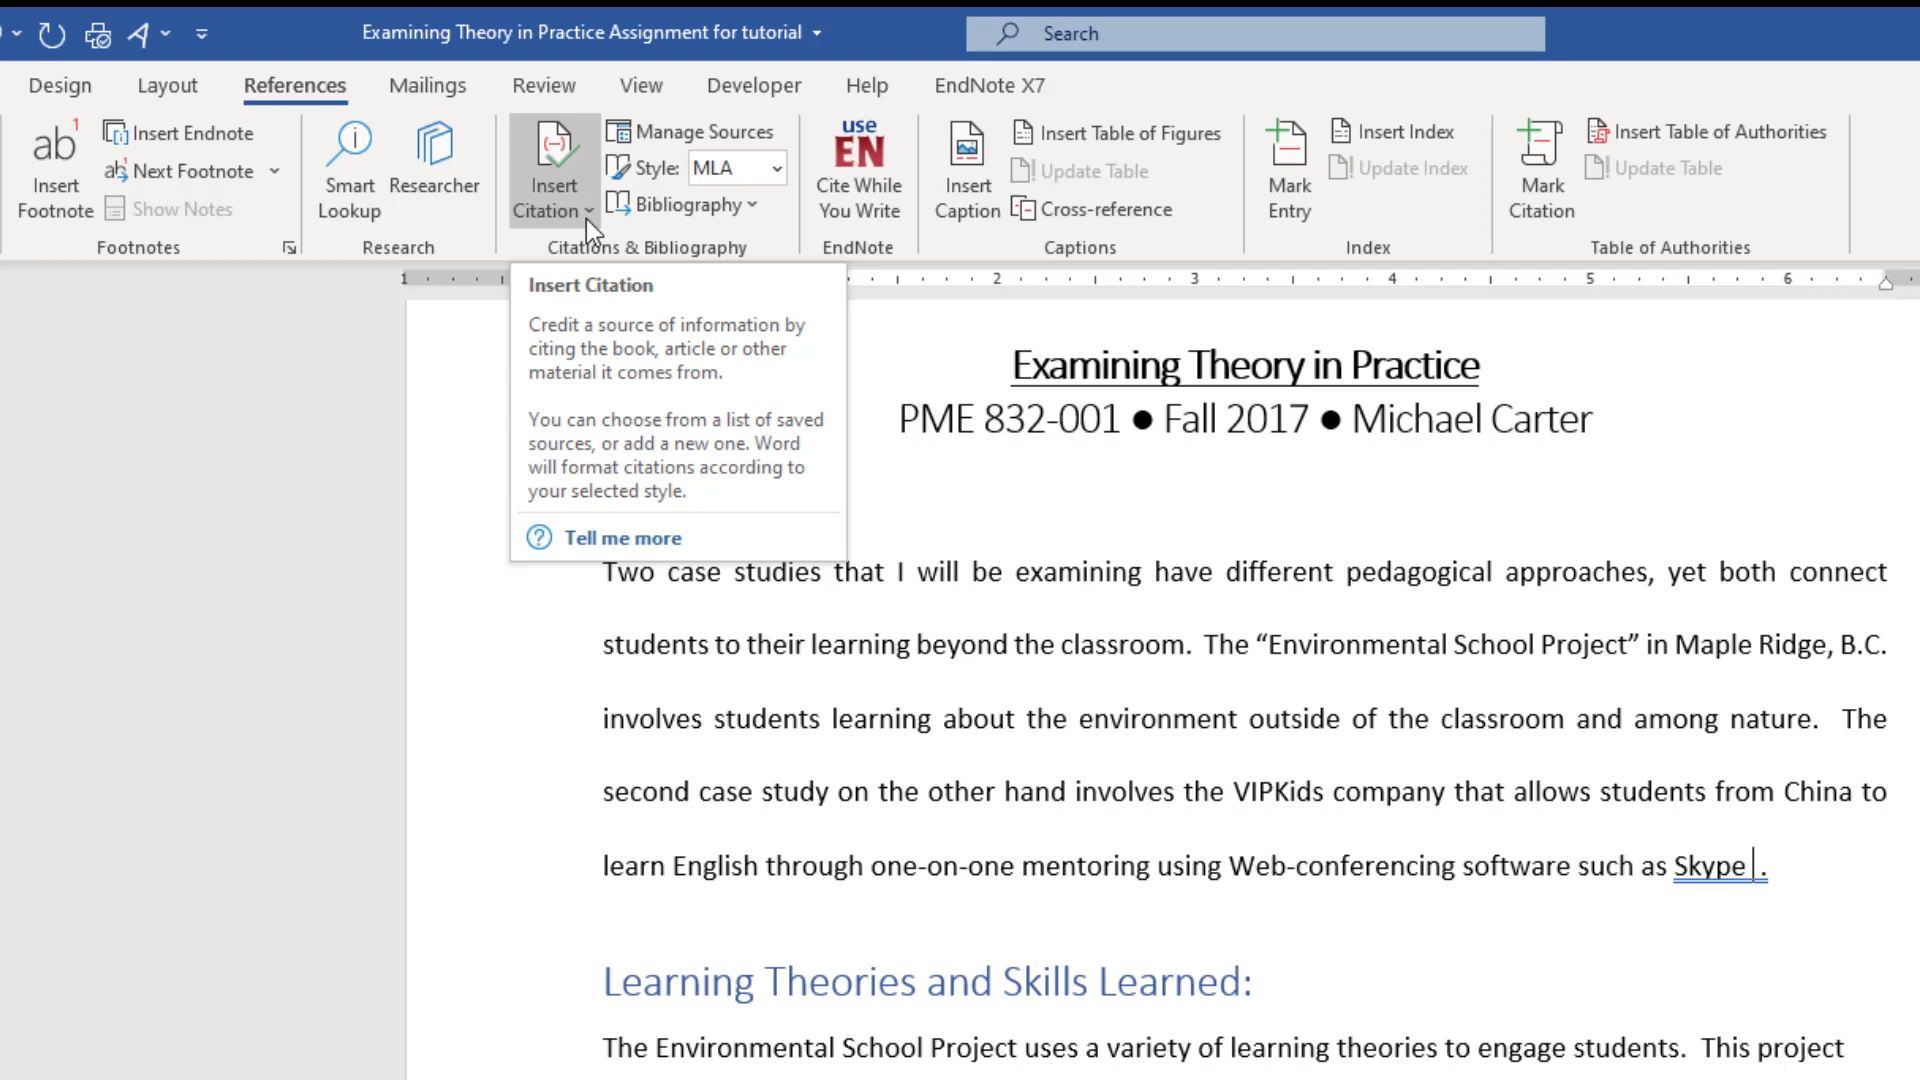 Examining Theory in Practice Assignment for tutorial
Search
Design Layout References Mailings Review View Developer Help EndNote X7
ab1
Insert
Footnote
Insert Endnote
Next Footnote
Show Notes
Footnotes
Smart
Lookup
Researcher
Research
Insert
Citation
Manage Sources
Style: MLA
Bibliography
Citations & Bibliography
use
EN
Cite While
You Write
EndNote
Insert
Caption
Insert Table of Figures
Update Table
Cross-reference
Captions
Mark
Entry
Insert Index
Update Index
Index
Mark
Citation
Insert Table of Authorities
Update Table
Table of Authorities
1 2 3 4 5 6
Insert Citation
Credit a source of information by
citing the book, article or other
material it comes from.
You can choose from a list of saved
sources, or add a new one. Word
will format citations according to
your selected style.
Tell me more
Examining Theory in Practice
PME 832-001 ● Fall 2017 ● Michael Carter
Two case studies that I will be examining have different pedagogical approaches, yet both connect
students to their learning beyond the classroom. The “Environmental School Project” in Maple Ridge, B.C.
involves students learning about the environment outside of the classroom and among nature. The
second case study on the other hand involves the VIPKids company that allows students from China to
learn English through one-on-one mentoring using Web-conferencing software such as Skype .
Learning Theories and Skills Learned:
The Environmental School Project uses a variety of learning theories to engage students. This project